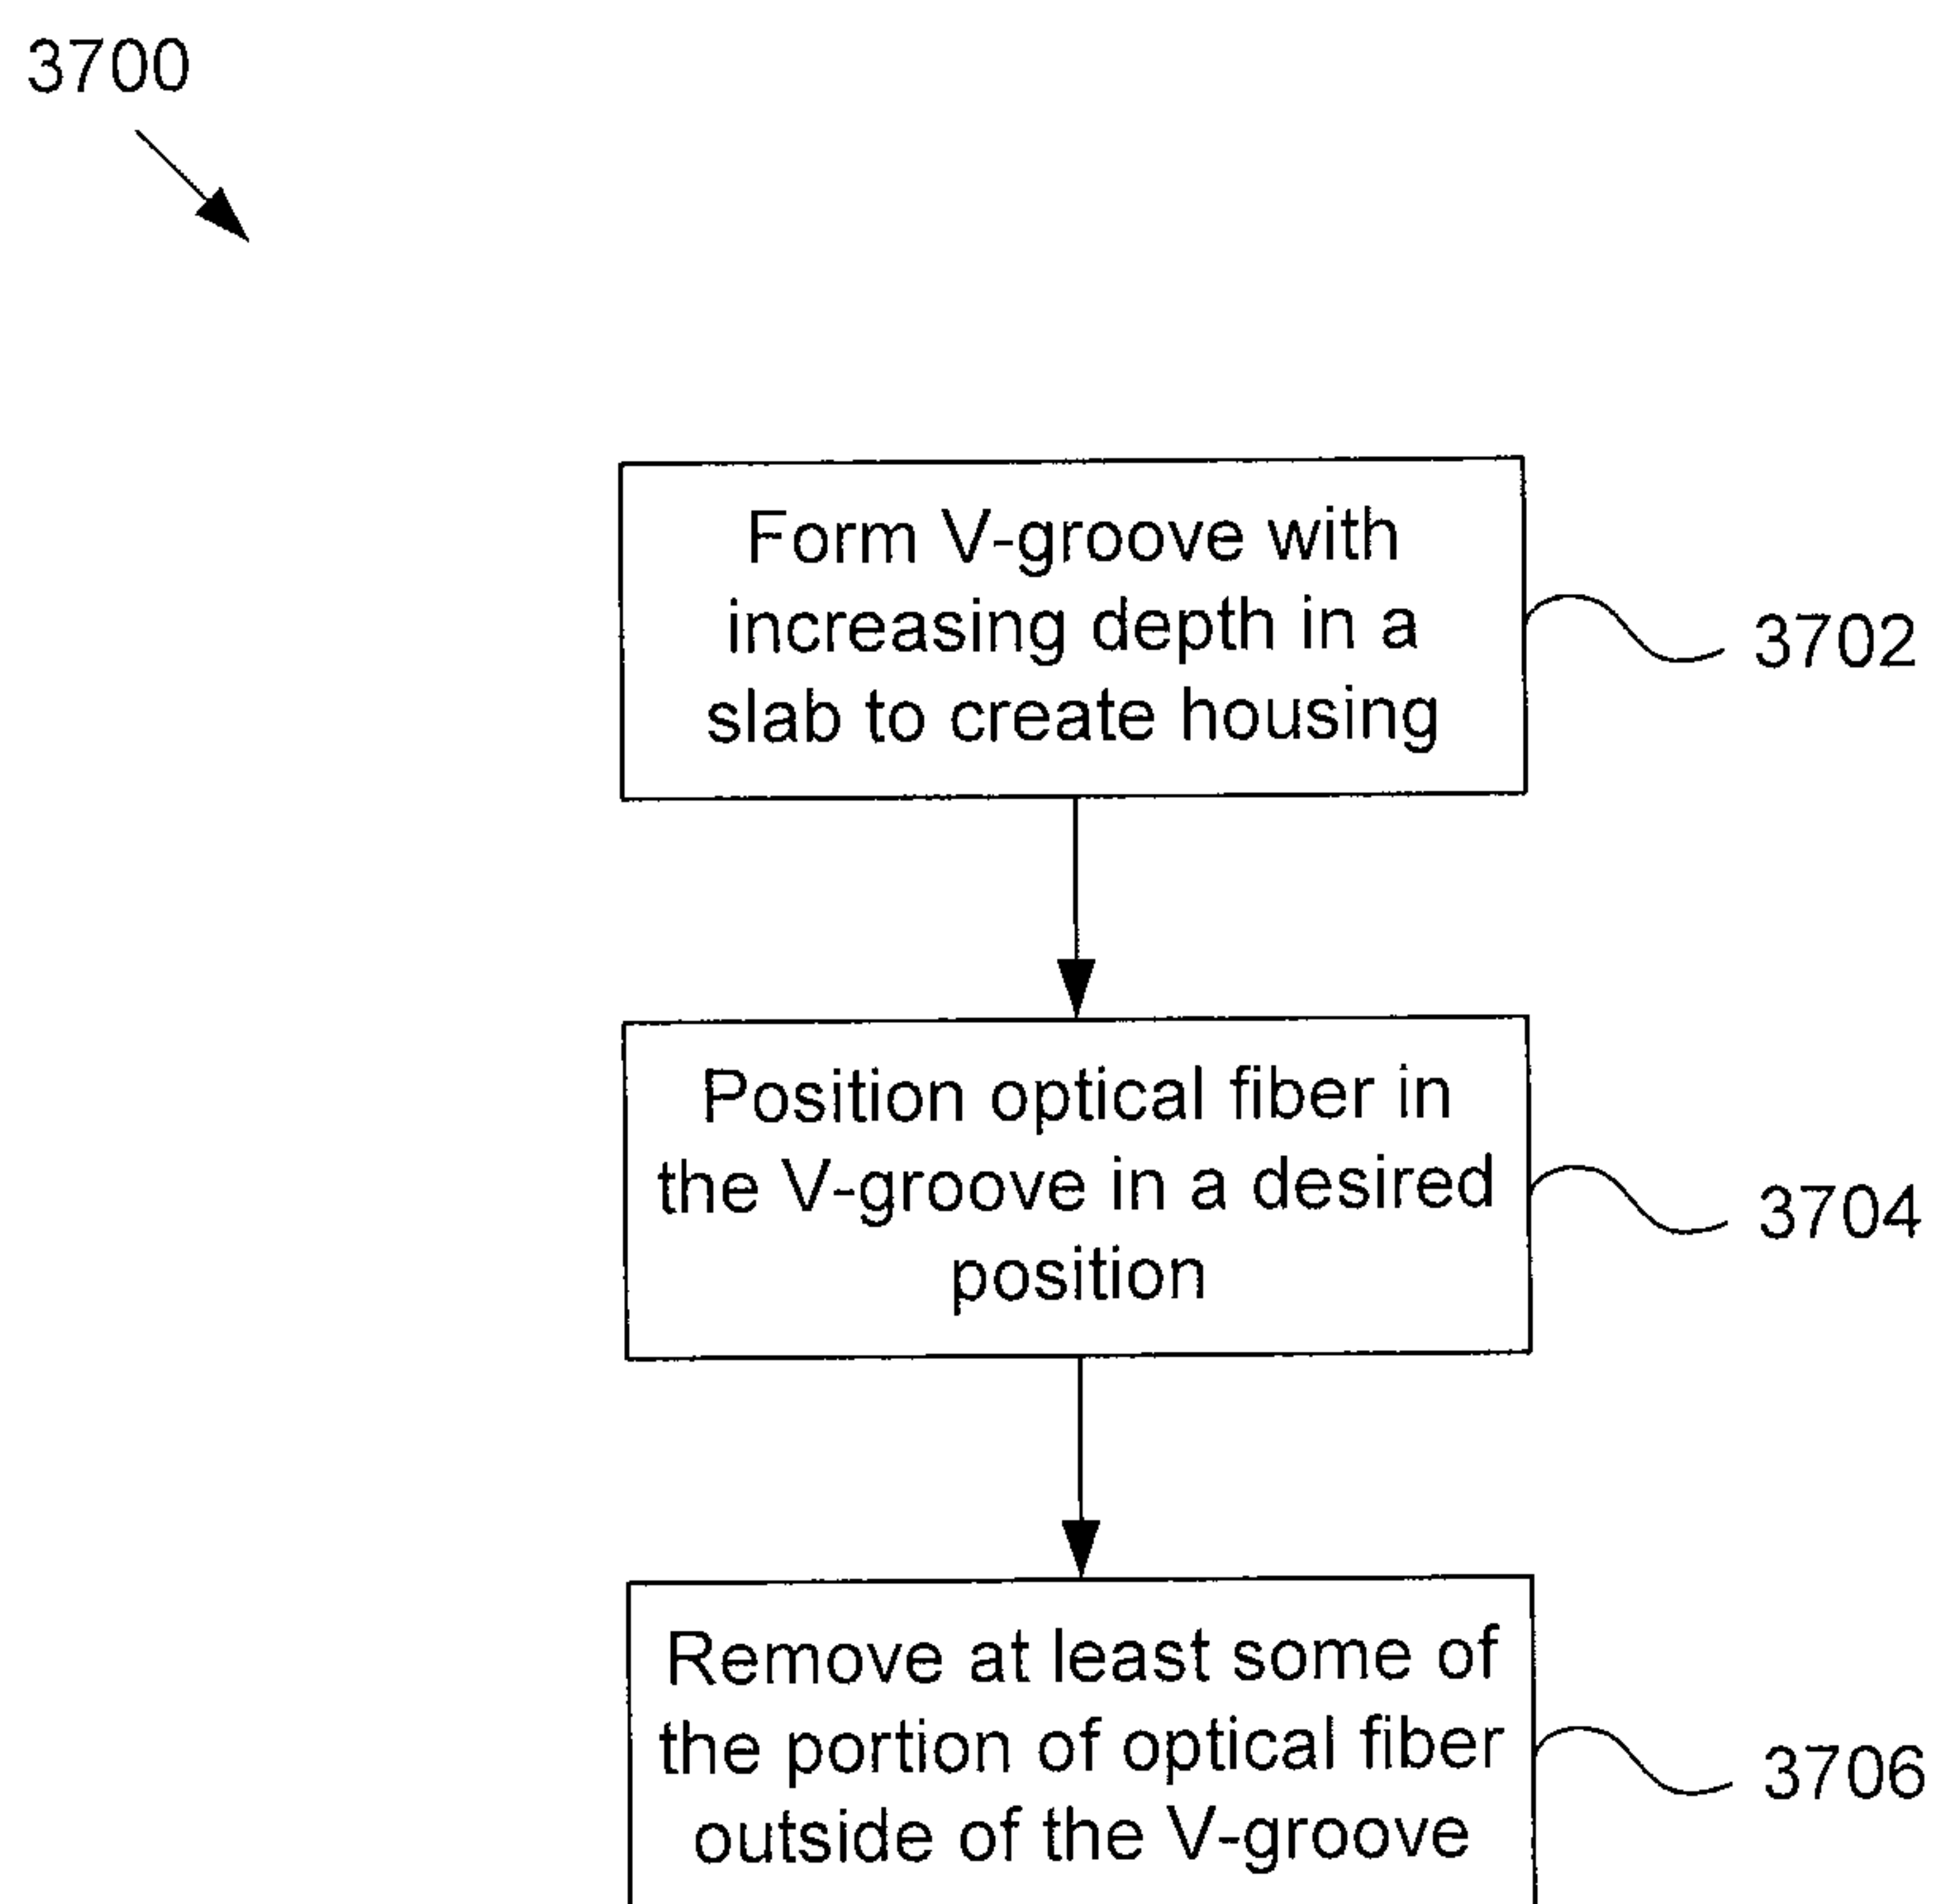 3700
Form V-groove with
increasing depth in a
slab to create housing
3702
Position optical fiber in
the V-groove in a desired
position
3704
Remove at least some of
the portion of optical fiber
outside of the V-groove
3706